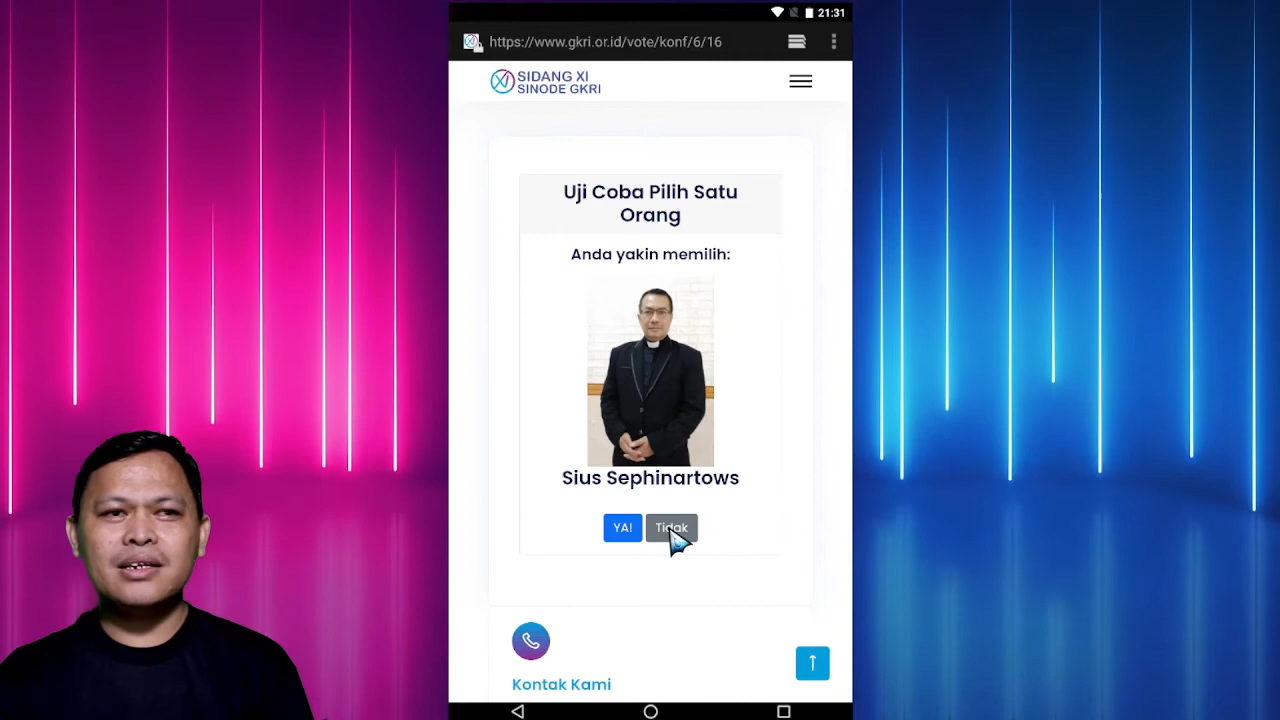 21:31
https://www.gkri.or.id/vote/konf/6/16
SIDANG XI
SINODE GKRI
Uji Coba Pilih Satu
Orang
Anda yakin memilih:
Sius Sephinartows
YA! Tidak
Kontak Kami